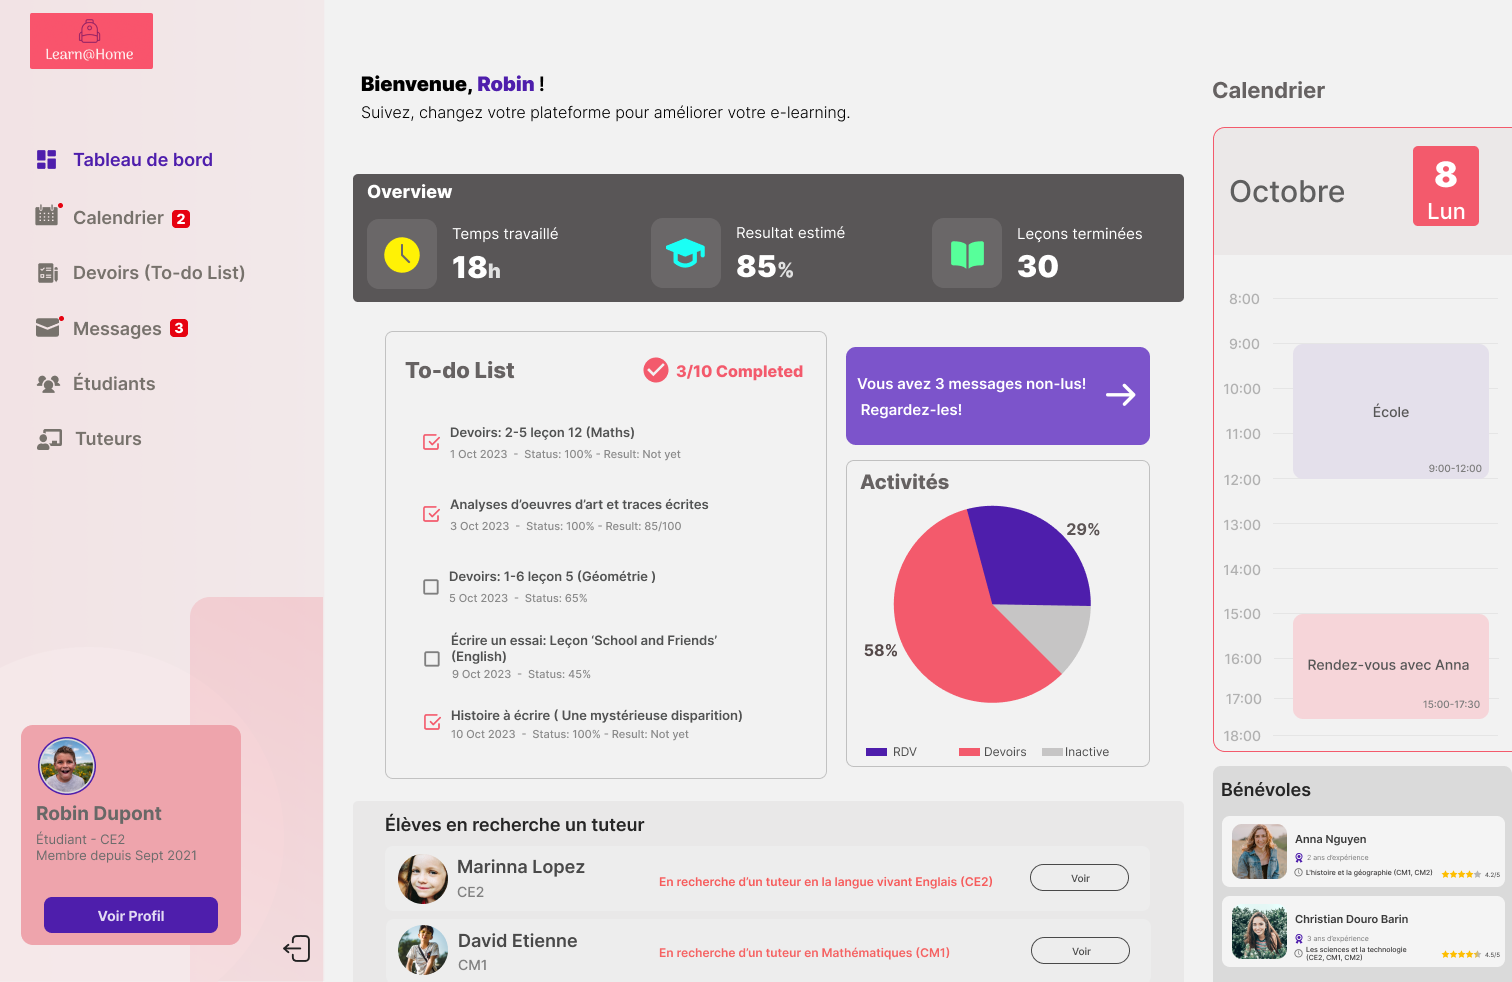 Learn@Home
Tableau de bord
Calendrier 2
Devoirs (To-do List)
Messages 3
Étudiants
Tuteurs
Robin Dupont
Étudiant - CE2
Membre depuis Sept 2021
Voir Profil
Bienvenue, Robin !
Suivez, changez votre plateforme pour améliorer votre e-learning.
Overview
Temps travaillé
18h
Resultat estimé
85%
Leçons terminées
30
To-do List
3/10 Completed
Devoirs: 2-5 leçon 12 (Maths)
1 Oct 2023 - Status: 100% - Result: Not yet
Analyses d’oeuvres d’art et traces écrites
3 Oct 2023 - Status: 100% - Result: 85/100
Devoirs: 1-6 leçon 5 (Géométrie )
5 Oct 2023 - Status: 65%
Écrire un essai: Leçon ‘School and Friends’
(English)
9 Oct 2023 - Status: 45%
Histoire à écrire ( Une mystérieuse disparition)
10 Oct 2023 - Status: 100% - Result: Not yet
Vous avez 3 messages non-lus!
Regardez-les!
Activités
29%
58%
RDV
Devoirs
Inactive
Élèves en recherche un tuteur
Marinna Lopez
CE2
En recherche d’un tuteur en la langue vivant Englais (CE2)
Voir
David Etienne
CM1
En recherche d’un tuteur en Mathématiques (CM1)
Voir
Calendrier
Octobre
8
Lun
8:00
9:00
10:00
École
11:00
9:00-12:00
12:00
13:00
14:00
15:00
16:00
Rendez-vous avec Anna
17:00
15:00-17:30
18:00
Bénévoles
Anna Nguyen
2 ans d’expérience
L’histoire et la géographie (CM1, CM2)
4.2/5
Christian Douro Barin
3 ans d’expérience
Les sciences et la technologie
(CE2, CM1, CM2)
4.5/5